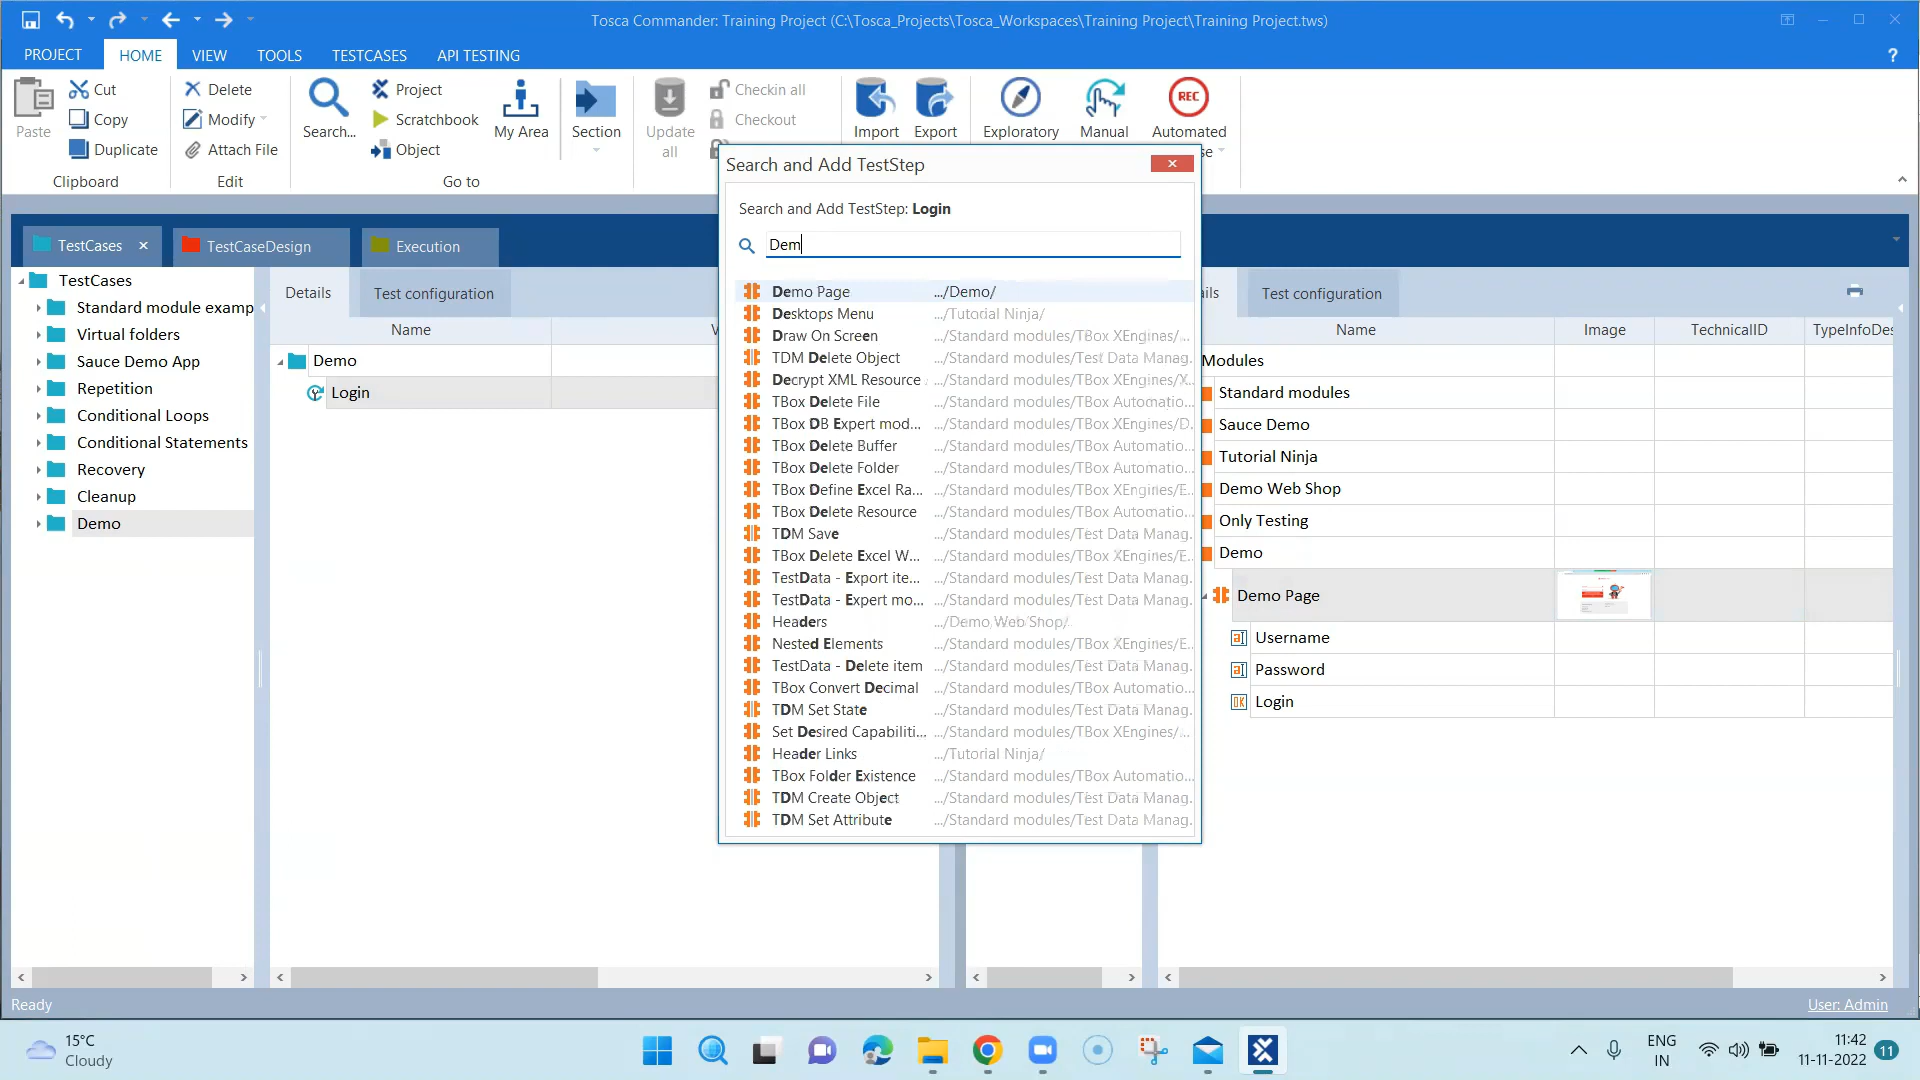 Tosca Commander: Training Project (C:\Tosca_Projects\Tosca_Workspaces\Training Project\Training Project.tws)
PROJECT HOME VIEW TOOLS TESTCASES API TESTING ?
Paste
Cut
Copy
Duplicate
Clipboard
Delete
Modify
Attach File
Edit
Search...
Project
Scratchbook
Object
My Area
Go to
Section
Update all
Checkin all
Checkout
Import
Export
Exploratory
Manual
REC
Automated
se
TestCases
TestCaseDesign
Execution
TestCases
Standard module examp
Virtual folders
Sauce Demo App
Repetition
Conditional Loops
Conditional Statements
Recovery
Cleanup
Demo
Details Test configuration
Name V
Demo
Login
Search and Add TestStep
Search and Add TestStep: Login
Dem
Demo Page .../Demo/
Desktops Menu .../Tutorial Ninja/
Draw On Screen .../Standard modules/TBox XEngines/...
TDM Delete Object .../Standard modules/Test Data Manag.
Decrypt XML Resource .../Standard modules/TBox XEngines/X...
TBox Delete File .../Standard modules/TBox Automatio...
TBox DB Expert mod... .../Standard modules/TBox XEngines/D.
TBox Delete Buffer .../Standard modules/TBox Automatio...
TBox Delete Folder .../Standard modules/TBox Automatio...
TBox Define Excel Ra... .../Standard modules/TBox XEngines/E.
TBox Delete Resource .../Standard modules/TBox Automatio...
TDM Save .../Standard modules/Test Data Manag.
TBox Delete Excel W... .../Standard modules/TBox XEngines/E...
TestData - Export ite... .../Standard modules/Test Data Manag.
TestData - Expert mo... .../Standard modules/Test Data Manag.
Headers .../Demo Web Shop/
Nested Elements .../Standard modules/TBox XEngines/E.
TestData - Delete item .../Standard modules/Test Data Manag.
TBox Convert Decimal .../Standard modules/TBox Automatio...
TDM Set State .../Standard modules/Test Data Manag.
Set Desired Capabiliti... .../Standard modules/TBox XEngines/...
Header Links .../Tutorial Ninja/
TBox Folder Existence .../Standard modules/TBox Automatio...
TDM Create Object .../Standard modules/Test Data Manag.
TDM Set Attribute .../Standard modules/Test Data Manag.
ils Test configuration
Name Image TechnicalID TypeInfoDes
Modules
Standard modules
Sauce Demo
Tutorial Ninja
Demo Web Shop
Only Testing
Demo
Demo Page
Username
Password
Login
Ready
User: Admin
15°C
Cloudy
ENG
IN
11:42
11-11-2022
11